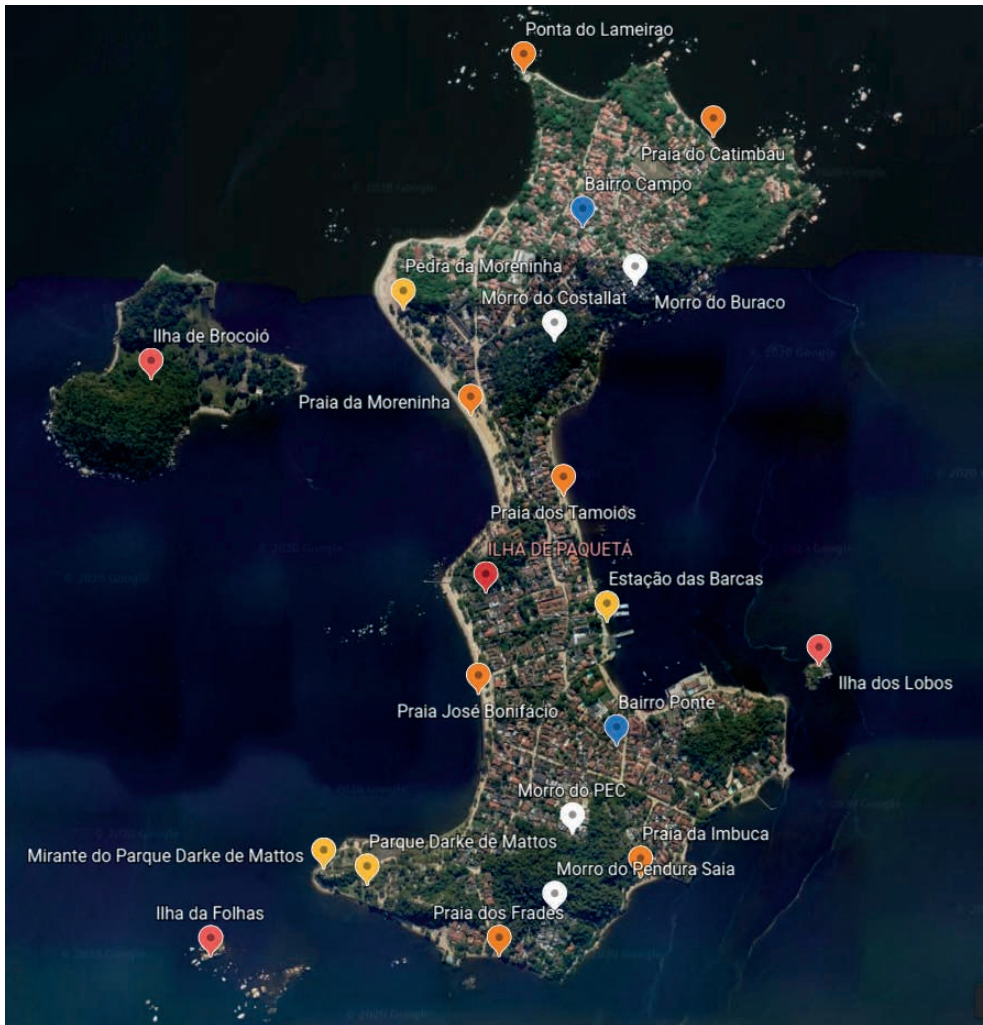 Ponta do Lameirao
Praia do Catimbau
© 2020 Google
Bairro Campo
Pedra da Moreninha
Morro do Costallat
Morro do Buraco
Ilha de Brocoió
Praia da Moreninha
Praia dos Tamoios
ILHA DE PAQUETÁ
Estação das Barcas
Ilha dos Lobos
Praia José Bonifácio
Bairro Ponte
Morro do PEC
Praia da Imbuca
Mirante do Parque Darke de Mattos
Parque Darke de Mattos
Morro do Pendura Saia
Ilha da Folhas
Praia dos Frades